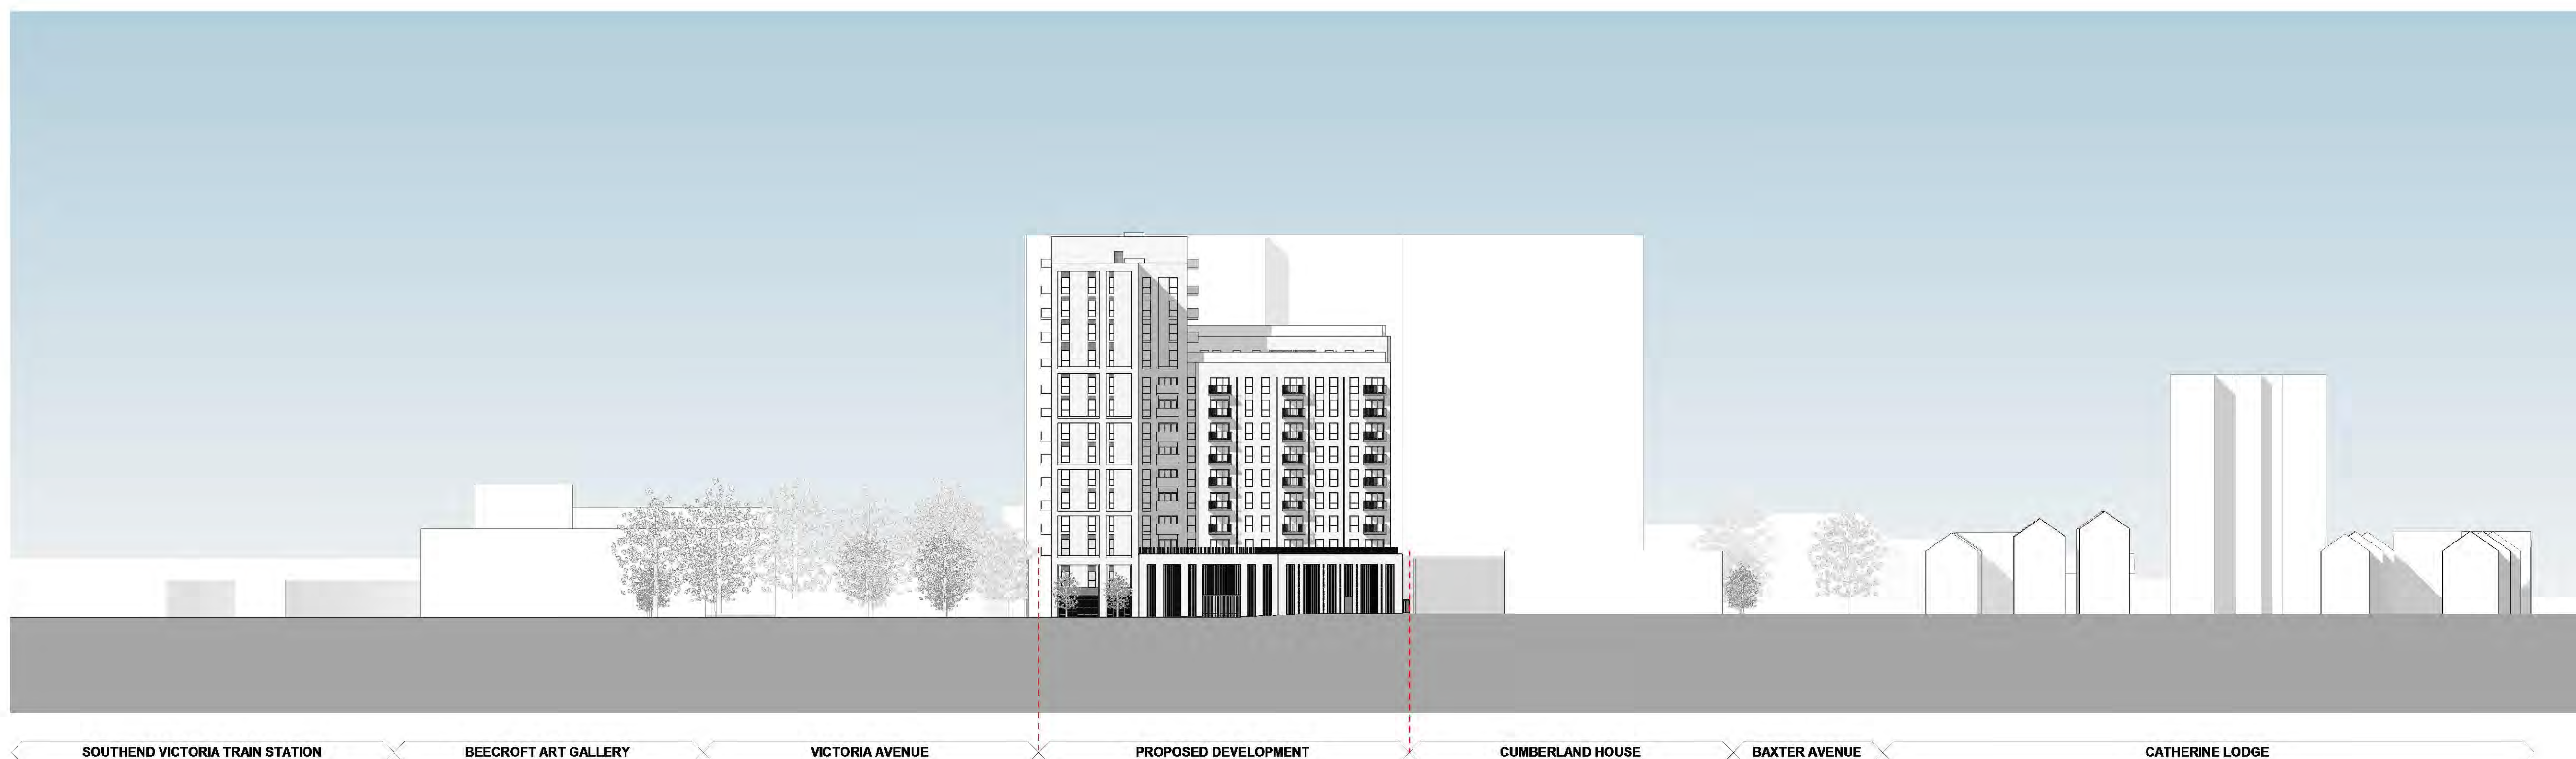 SOUTHEND VICTORIA TRAIN STATION
BEECROFT ART GALLERY
VICTORIA AVENUE
PROPOSED DEVELOPMENT
CUMBERLAND HOUSE
BAXTER AVENUE
CATHERINE LODGE